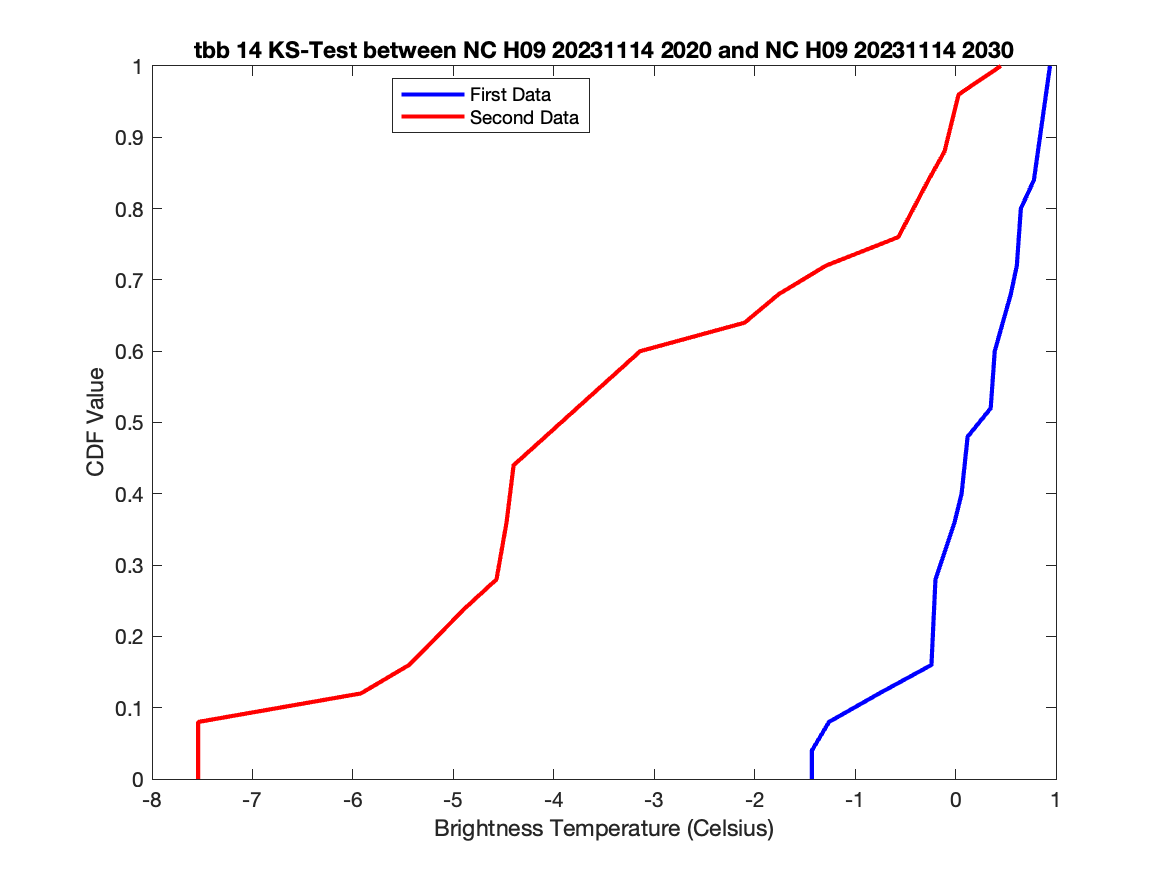 tbb 14 KS-Test between NC H09 20231114 2020 and NC H09 20231114 2030
First Data
Second Data
1
0.9
0.8
0.7
0.6
0.5
0.4
0.3
0.2
0.1
0
CDF Value
-8 -7 -6 -5 -4 -3 -2 -1 0 1
Brightness Temperature (Celsius)